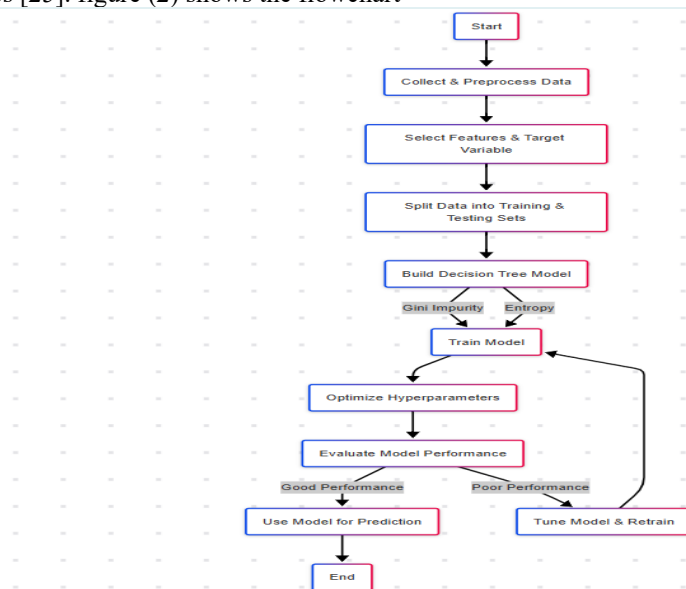 es [25]. figure (2) shows the flowchart
Start
Collect & Preprocess Data
Select Features & Target
Variable
Split Data into Training &
Testing Sets
Build Decision Tree Model
Gini Impurity
Entropy
Train Model
Optimize Hyperparameters
Evaluate Model Performance
Good Performance
Poor Performance
Use Model for Prediction
Tune Model & Retrain
End